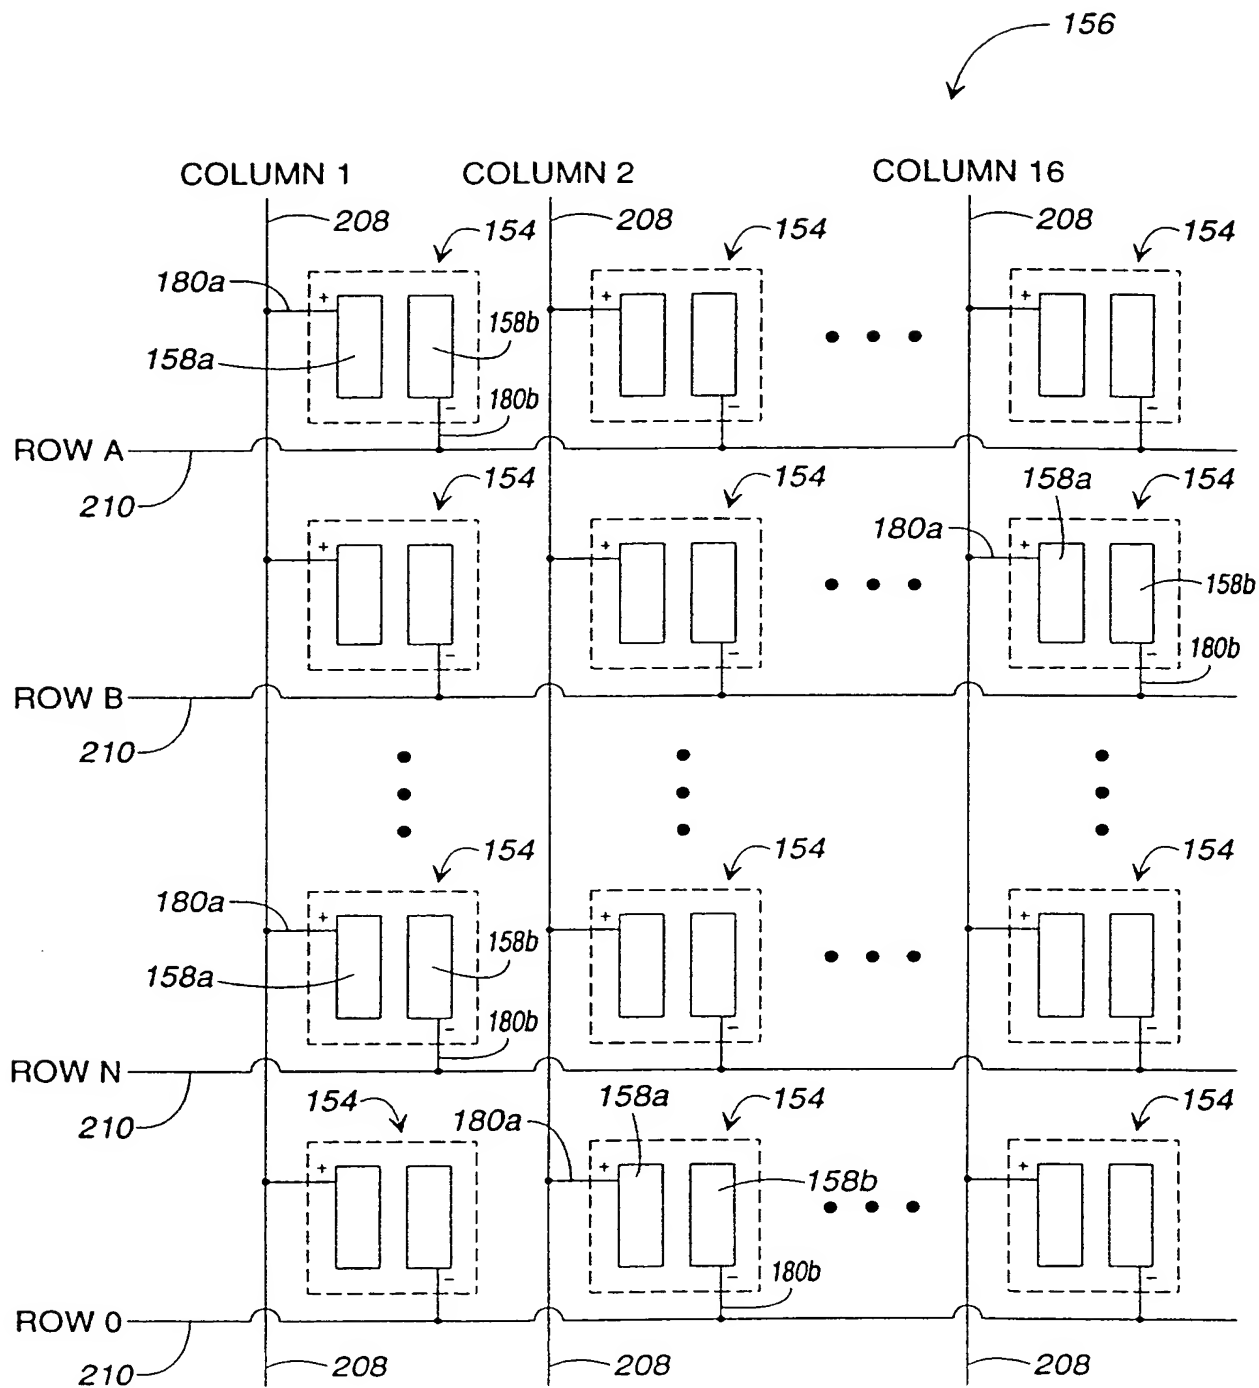 156
COLUMN 1 COLUMN 2 COLUMN 16
208 154 208 154 208 154
180a + + +
158a 158b
− 180b − −
ROW A
210 154 154 158a 154
+ + 180a +
158b
− − − 180b
ROW B
210
154 154 154
180a + + +
158a 158b
− 180b − −
ROW N
210 154 180a 158a 154 154
+ + +
158b
− − 180b −
ROW 0
210 208 208 208